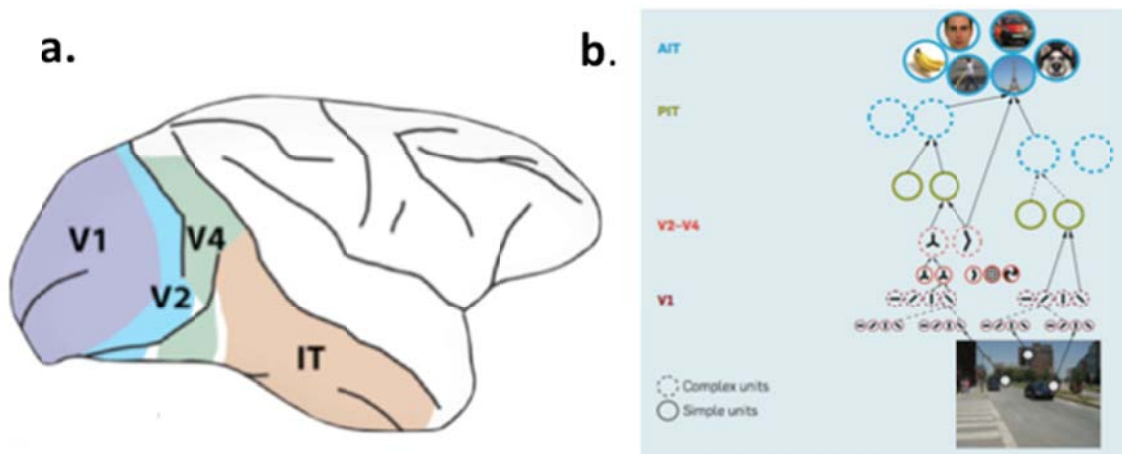 a.
V1
V2
V4
IT
b.
AIT
PIT
V2-V4
V1
Complex units
Simple units